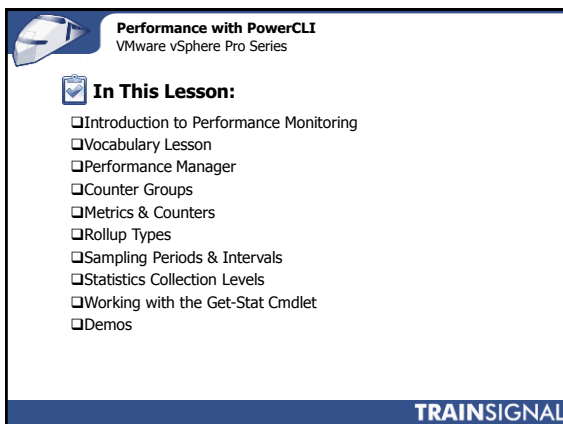 Performance with PowerCLI
VMware vSphere Pro Series
In This Lesson:
❑Introduction to Performance Monitoring
❑Vocabulary Lesson
❑Performance Manager
❑Counter Groups
❑Metrics & Counters
❑Rollup Types
❑Sampling Periods & Intervals
❑Statistics Collection Levels
❑Working with the Get-Stat Cmdlet
❑Demos
TRAINSIGNAL